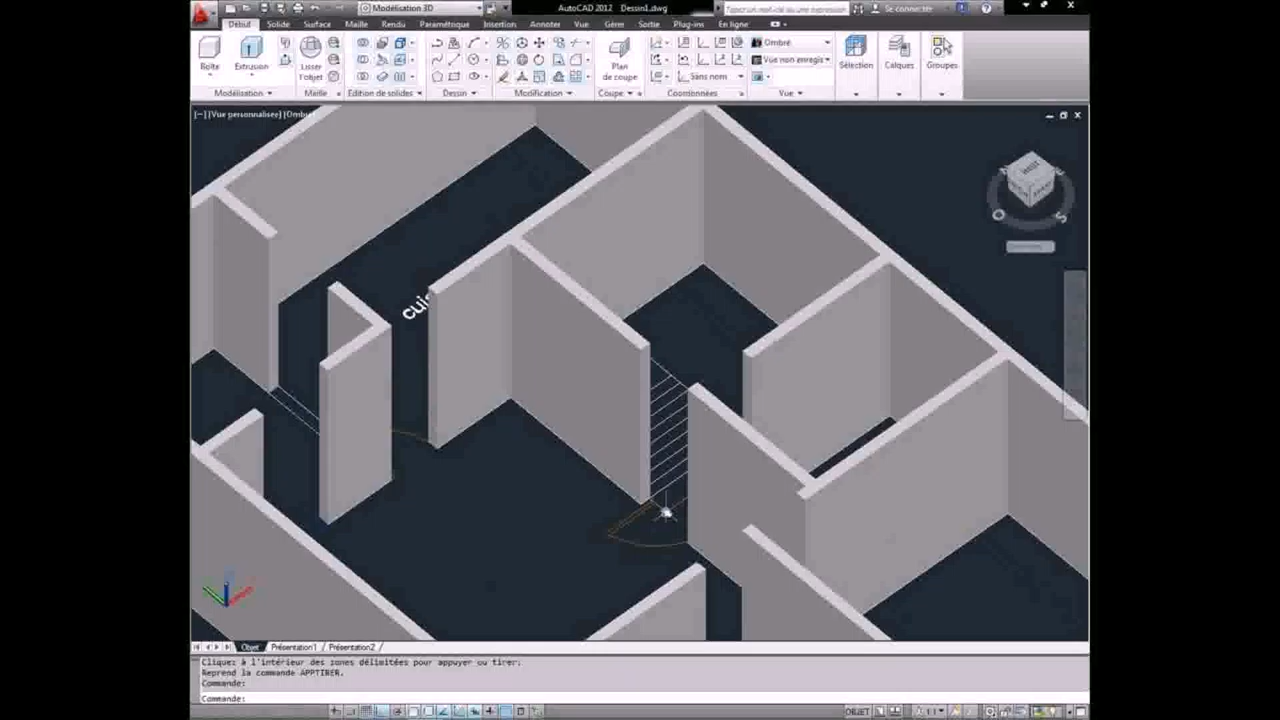 Modélisation 3D
AutoCAD 2012 Dessin1.dwg
Se connecter
Début Solide Surface Maille Rendu Paramétrique Insertion Annoter Vue Gérer Sortie Plug-ins En ligne
Boîte Extrusion Lisser l'objet Plan de coupe Sélection Calques Groupes
Ombré
Vue non enregis
Sans nom
Modélisation Maille Edition de solides Dessin Modification Coupe Coordonnées Vue
[−][Vue personnalisée][Ombré]
O S
cuis
Objet Présentation1 Présentation2
Cliquez à l'intérieur des zones délimitées pour appuyer ou tirer.
Reprend la commande APPTIRER.
Commande:
Commande:
OBJET